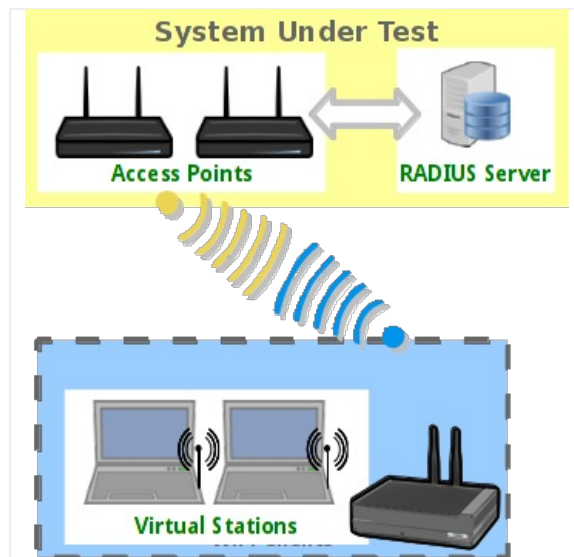 System Under Test
Access Points
RADIUS Server
Virtual Stations